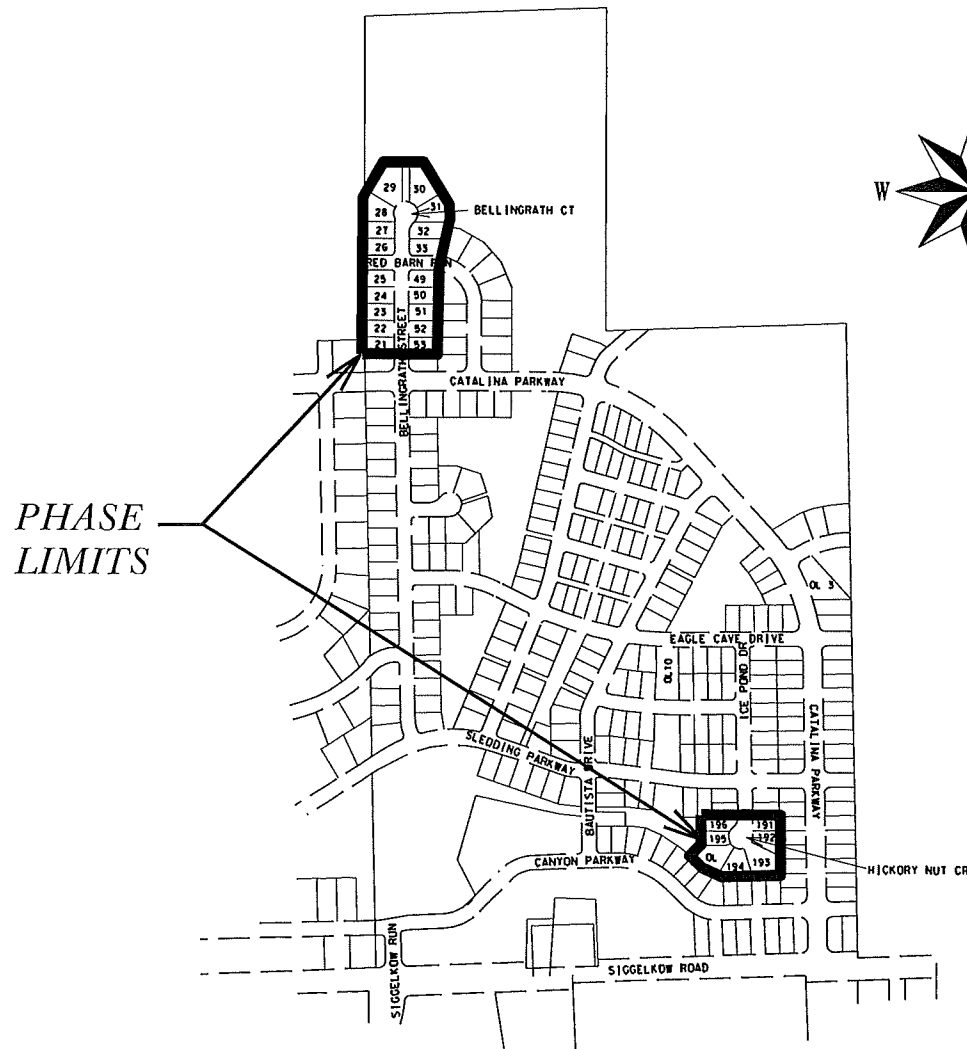 29 30
28 31
BELLINGRATH CT
27 32
26 33
RED BARN RUN
25 49
24 50
23 51
22 52
21 53
BELLINGRATH STREET
CATALINA PARKWAY
W
PHASE
LIMITS
OL 3
EAGLE CAVE DRIVE
OL10
ICE POND DR
CATALINA PARKWAY
SLEDDING PARKWAY
BAUTISTA DRIVE
196 191
195 192
OL 194 193
HICKORY NUT CR
CANYON PARKWAY
SIGGELKOW RUN
SIGGELKOW ROAD